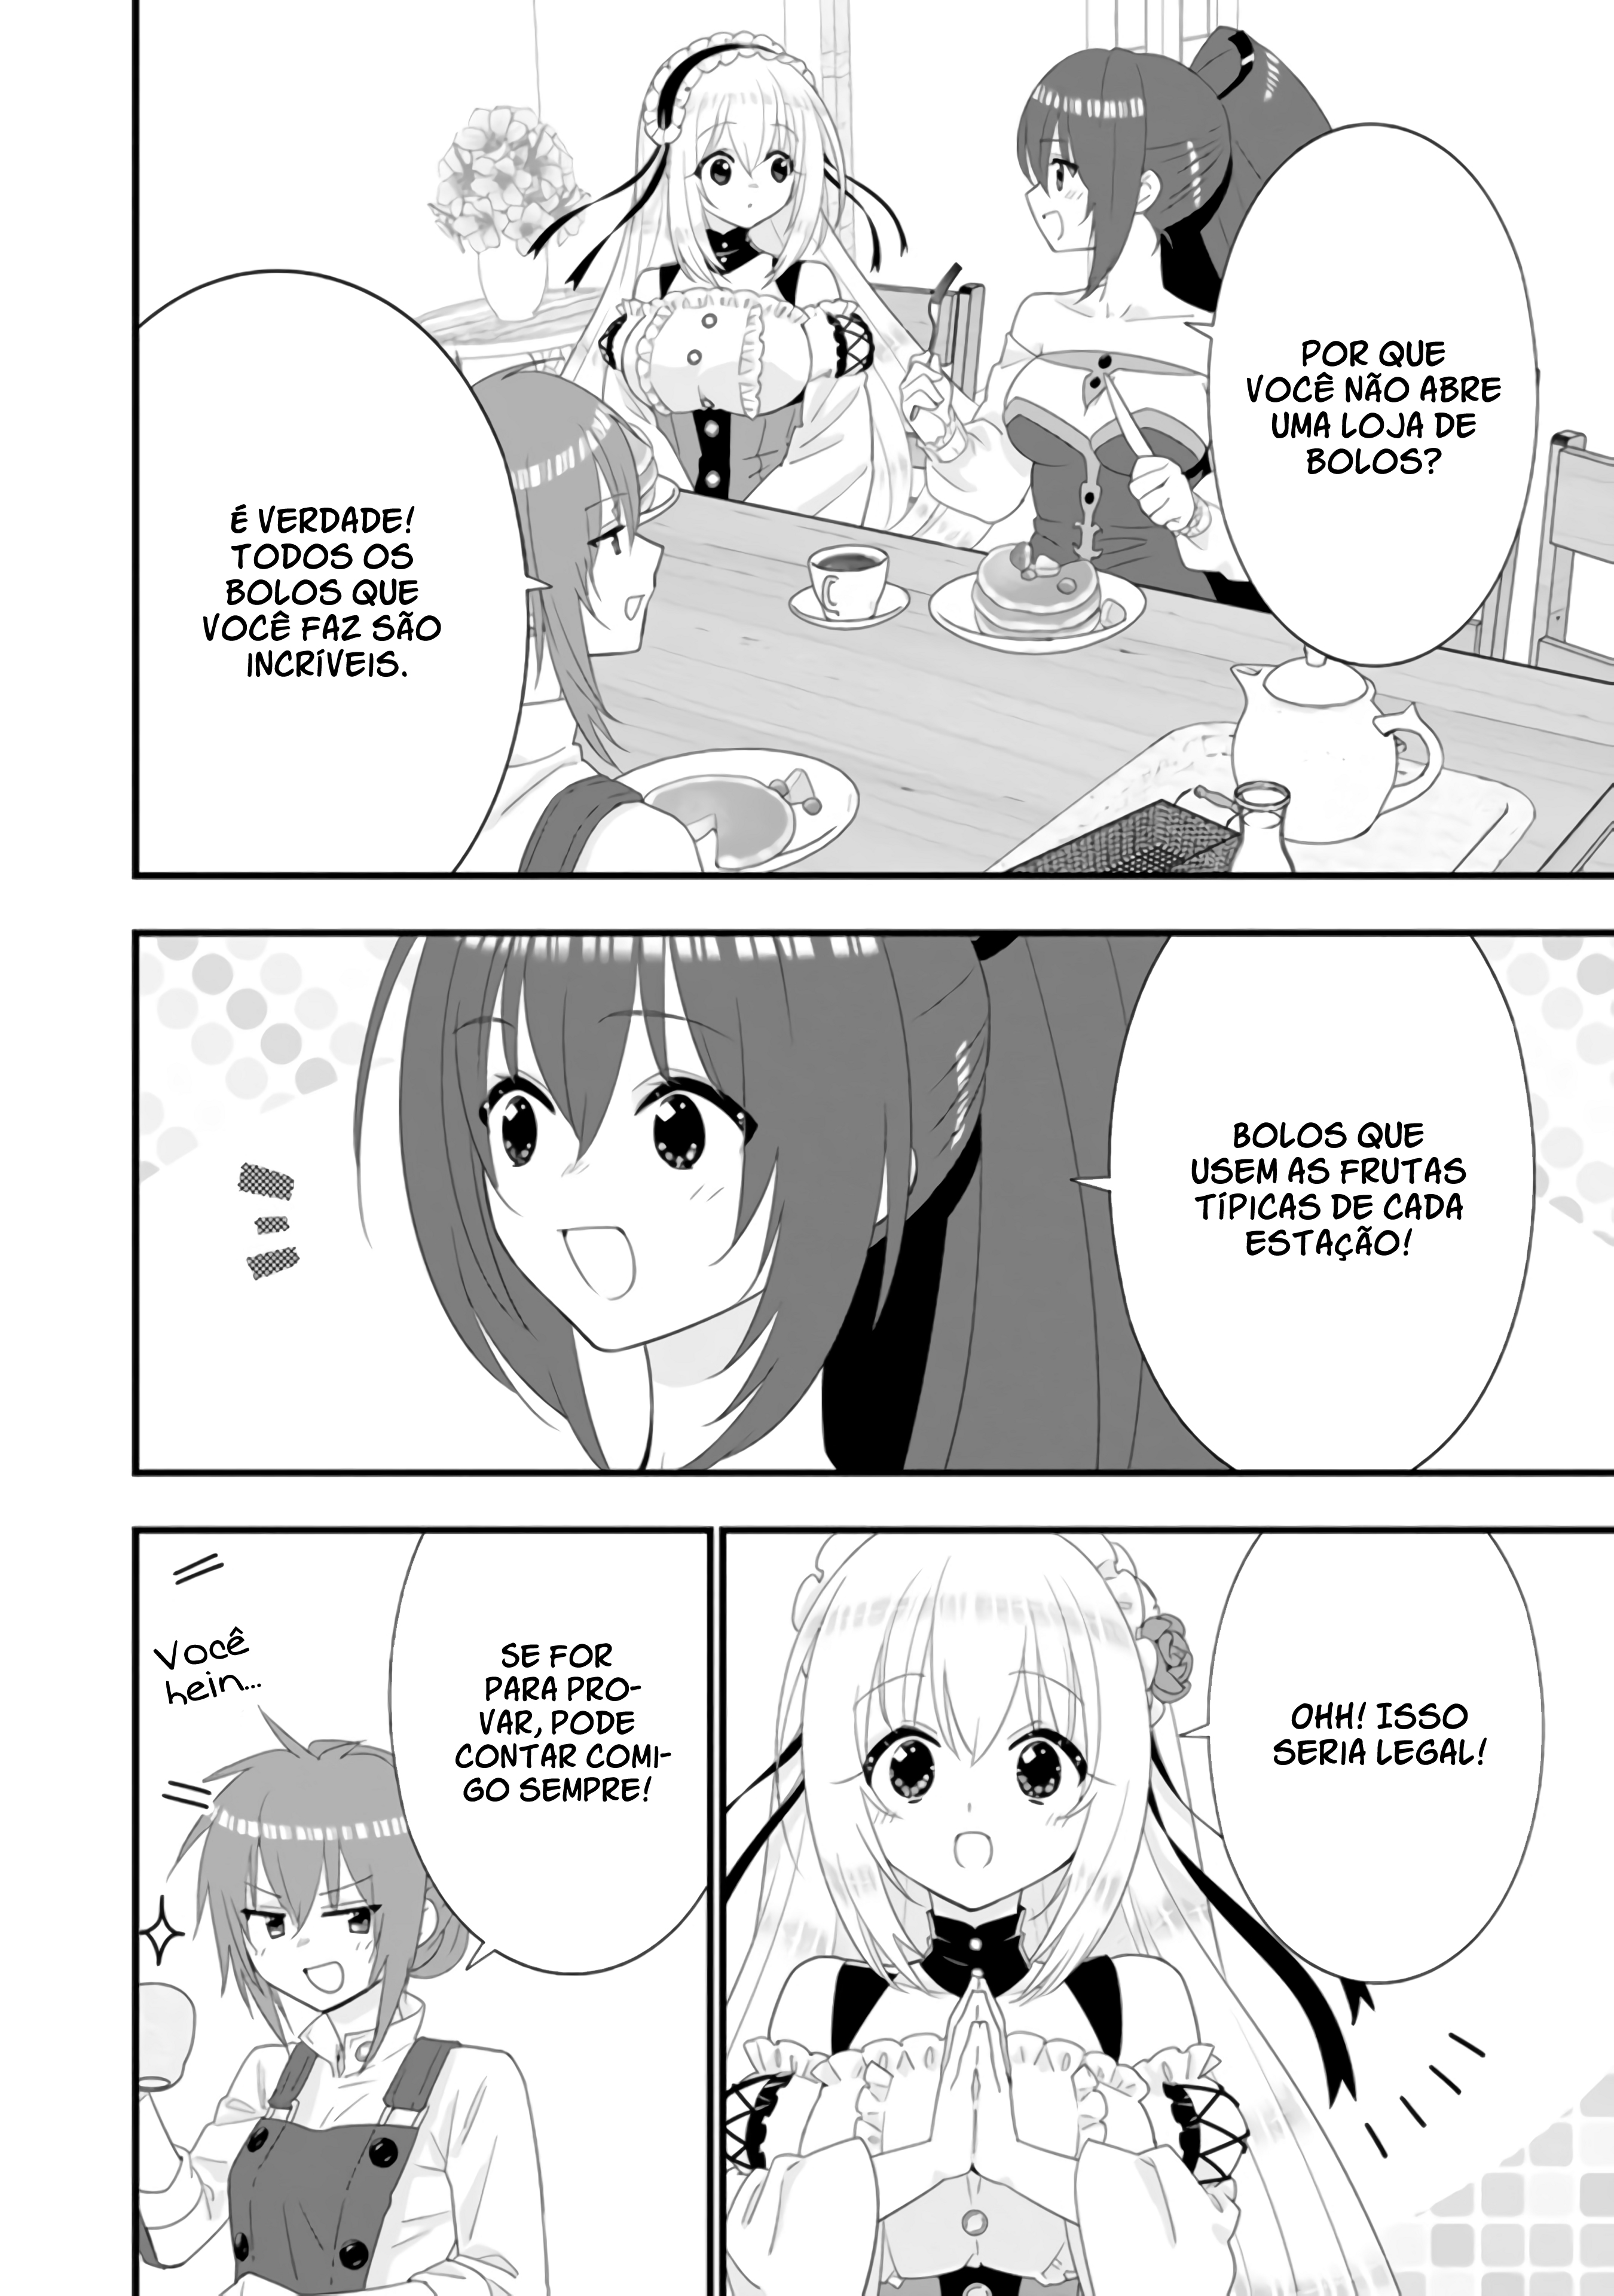 POR QUE
VOCÊ NÃO ABRE
UMA LOJA DE
BOLOS?
É VERDADE!
TODOS OS
BOLOS QUE
VOCÊ FAZ SÃO
INCRÍVEIS.
BOLOS QUE
USEM AS FRUTAS
TÍPICAS DE CADA
ESTAÇÃO!
OHH! ISSO
SERIA LEGAL!
SE FOR
PARA PRO-
VAR, PODE
CONTAR COMI-
GO SEMPRE!
Você
hein...